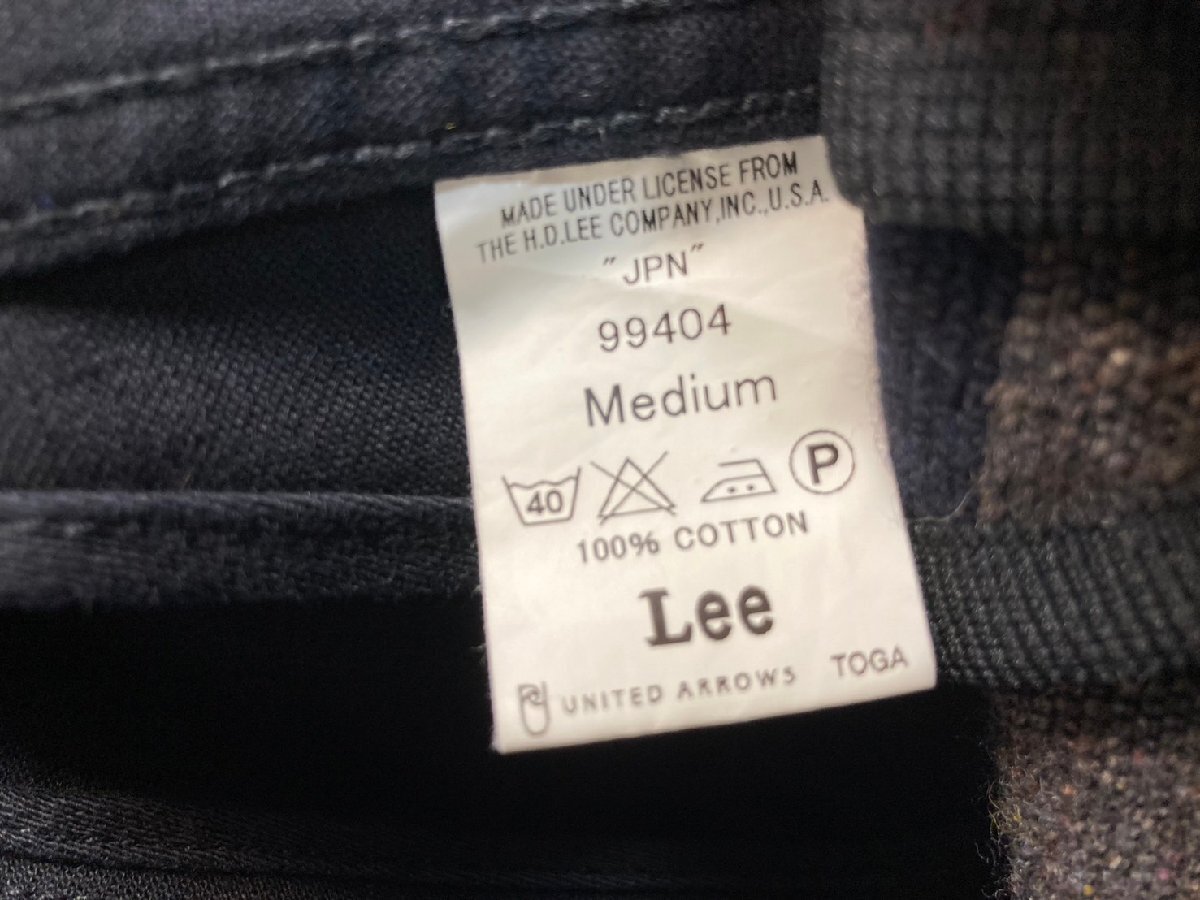 MADE UNDER LICENSE FROM
THE H.D.LEE COMPANY,INC.,U.S.A.
"JPN"
99404
Medium
40 P
100% COTTON
Lee
UNITED ARROWS TOGA